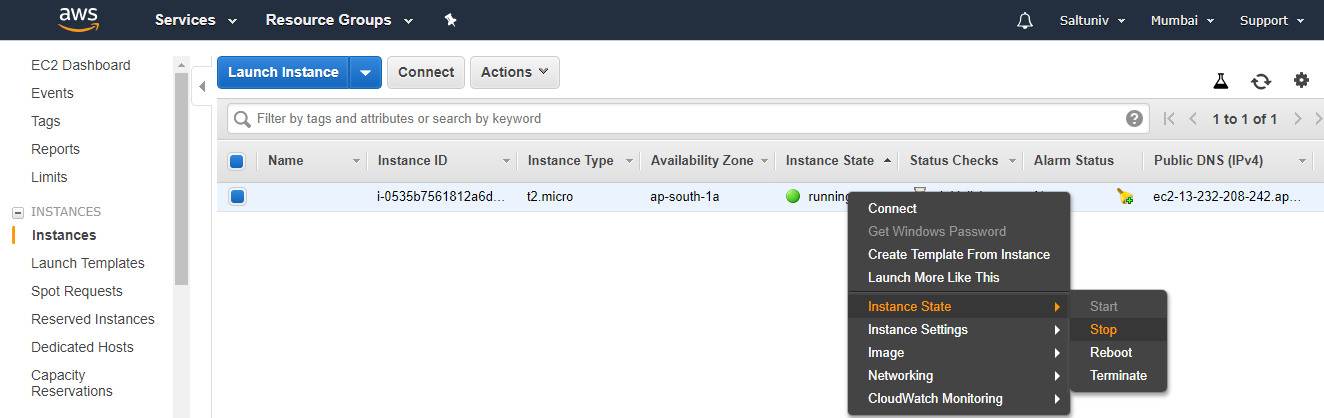 aws Services Resource Groups Saltuniv Mumbai Support
EC2 Dashboard
Events
Tags
Reports
Limits
INSTANCES
Instances
Launch Templates
Spot Requests
Reserved Instances
Dedicated Hosts
Capacity
Reservations
Launch Instance Connect Actions
Filter by tags and attributes or search by keyword ? 1 to 1 of 1
Name Instance ID Instance Type Availability Zone Instance State Status Checks Alarm Status Public DNS (IPv4)
i-0535b7561812a6d... t2.micro ap-south-1a running ec2-13-232-208-242.ap...
Connect
Get Windows Password
Create Template From Instance
Launch More Like This
Instance State
Instance Settings
Image
Networking
CloudWatch Monitoring
Start
Stop
Reboot
Terminate